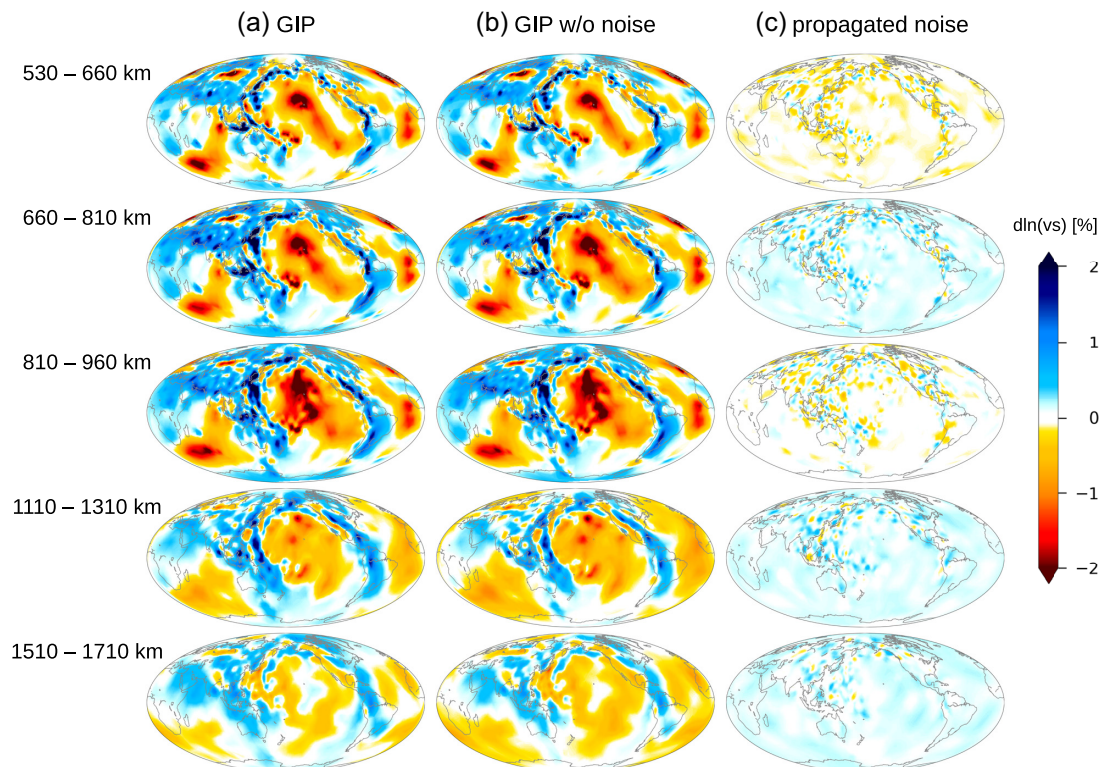 (a) GIP (b) GIP w/o noise (c) propagated noise
530 – 660 km
660 – 810 km
dln(vs) [%]
2
1
810 – 960 km
0
−1
1110 – 1310 km
−2
1510 – 1710 km